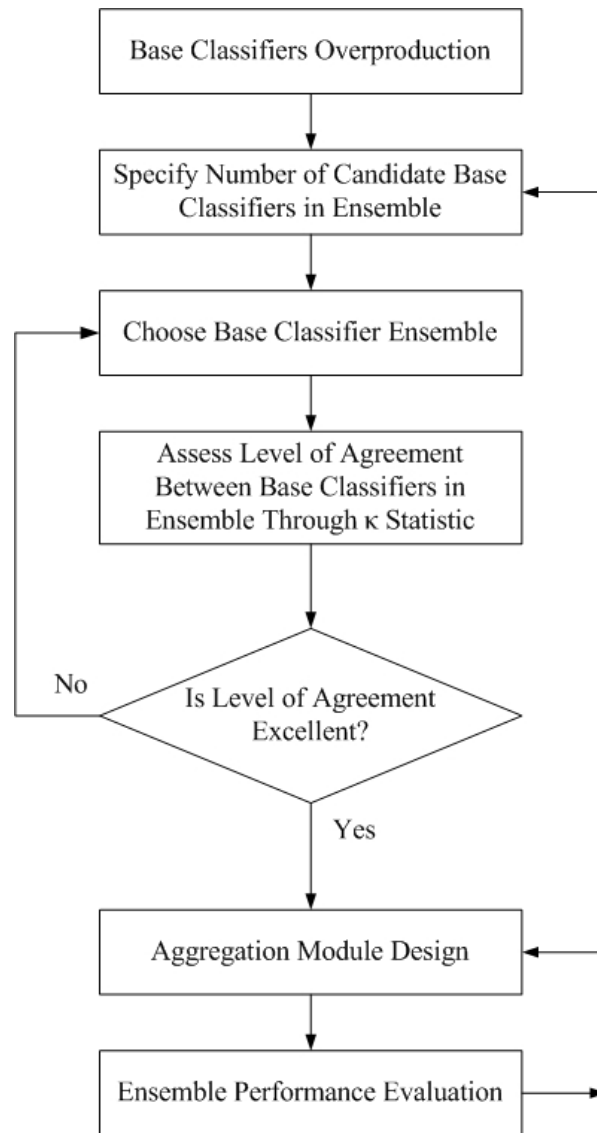 Base Classifiers Overproduction
Specify Number of Candidate Base
Classifiers in Ensemble
Choose Base Classifier Ensemble
Assess Level of Agreement
Between Base Classifiers in
Ensemble Through κ Statistic
No
Is Level of Agreement
Excellent?
Yes
Aggregation Module Design
Ensemble Performance Evaluation